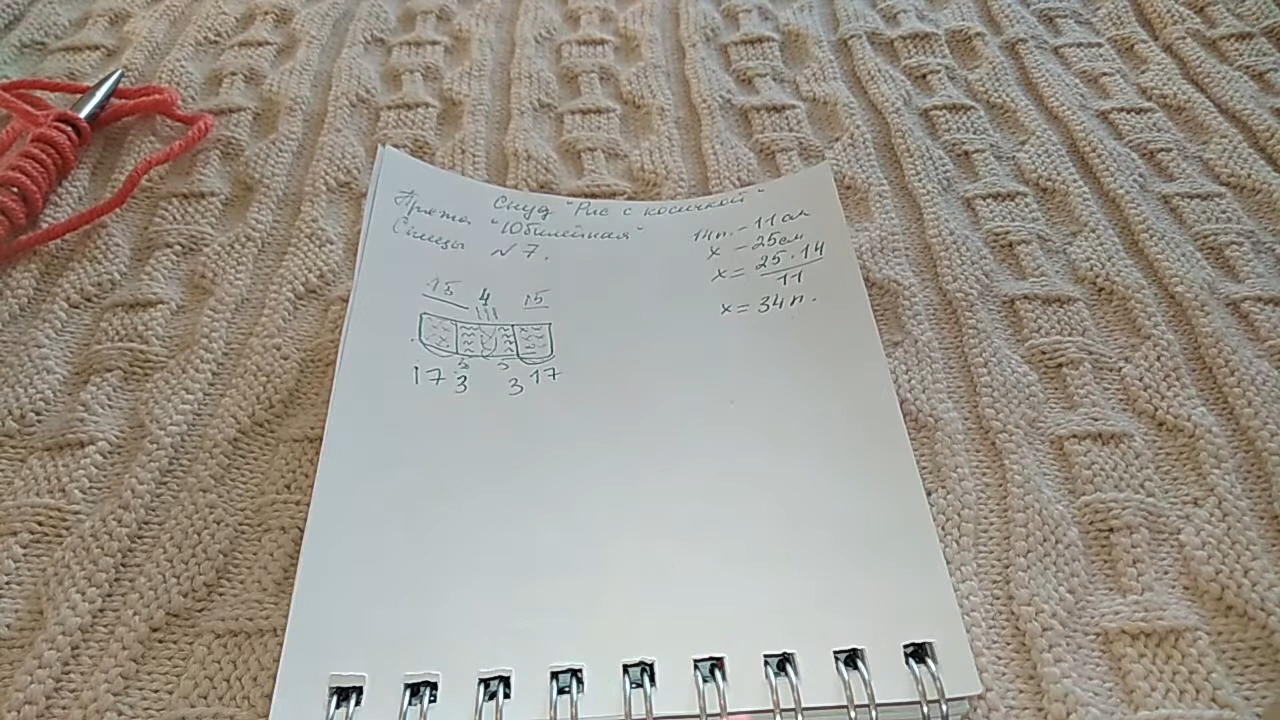 Снуд "Рис с косичкой"
Пряжа "Юбилейная"
Спицы №7.
14п. - 11см
х - 25см
х = 25·14
11
х = 34п.
15 4 15
17 3 3 17